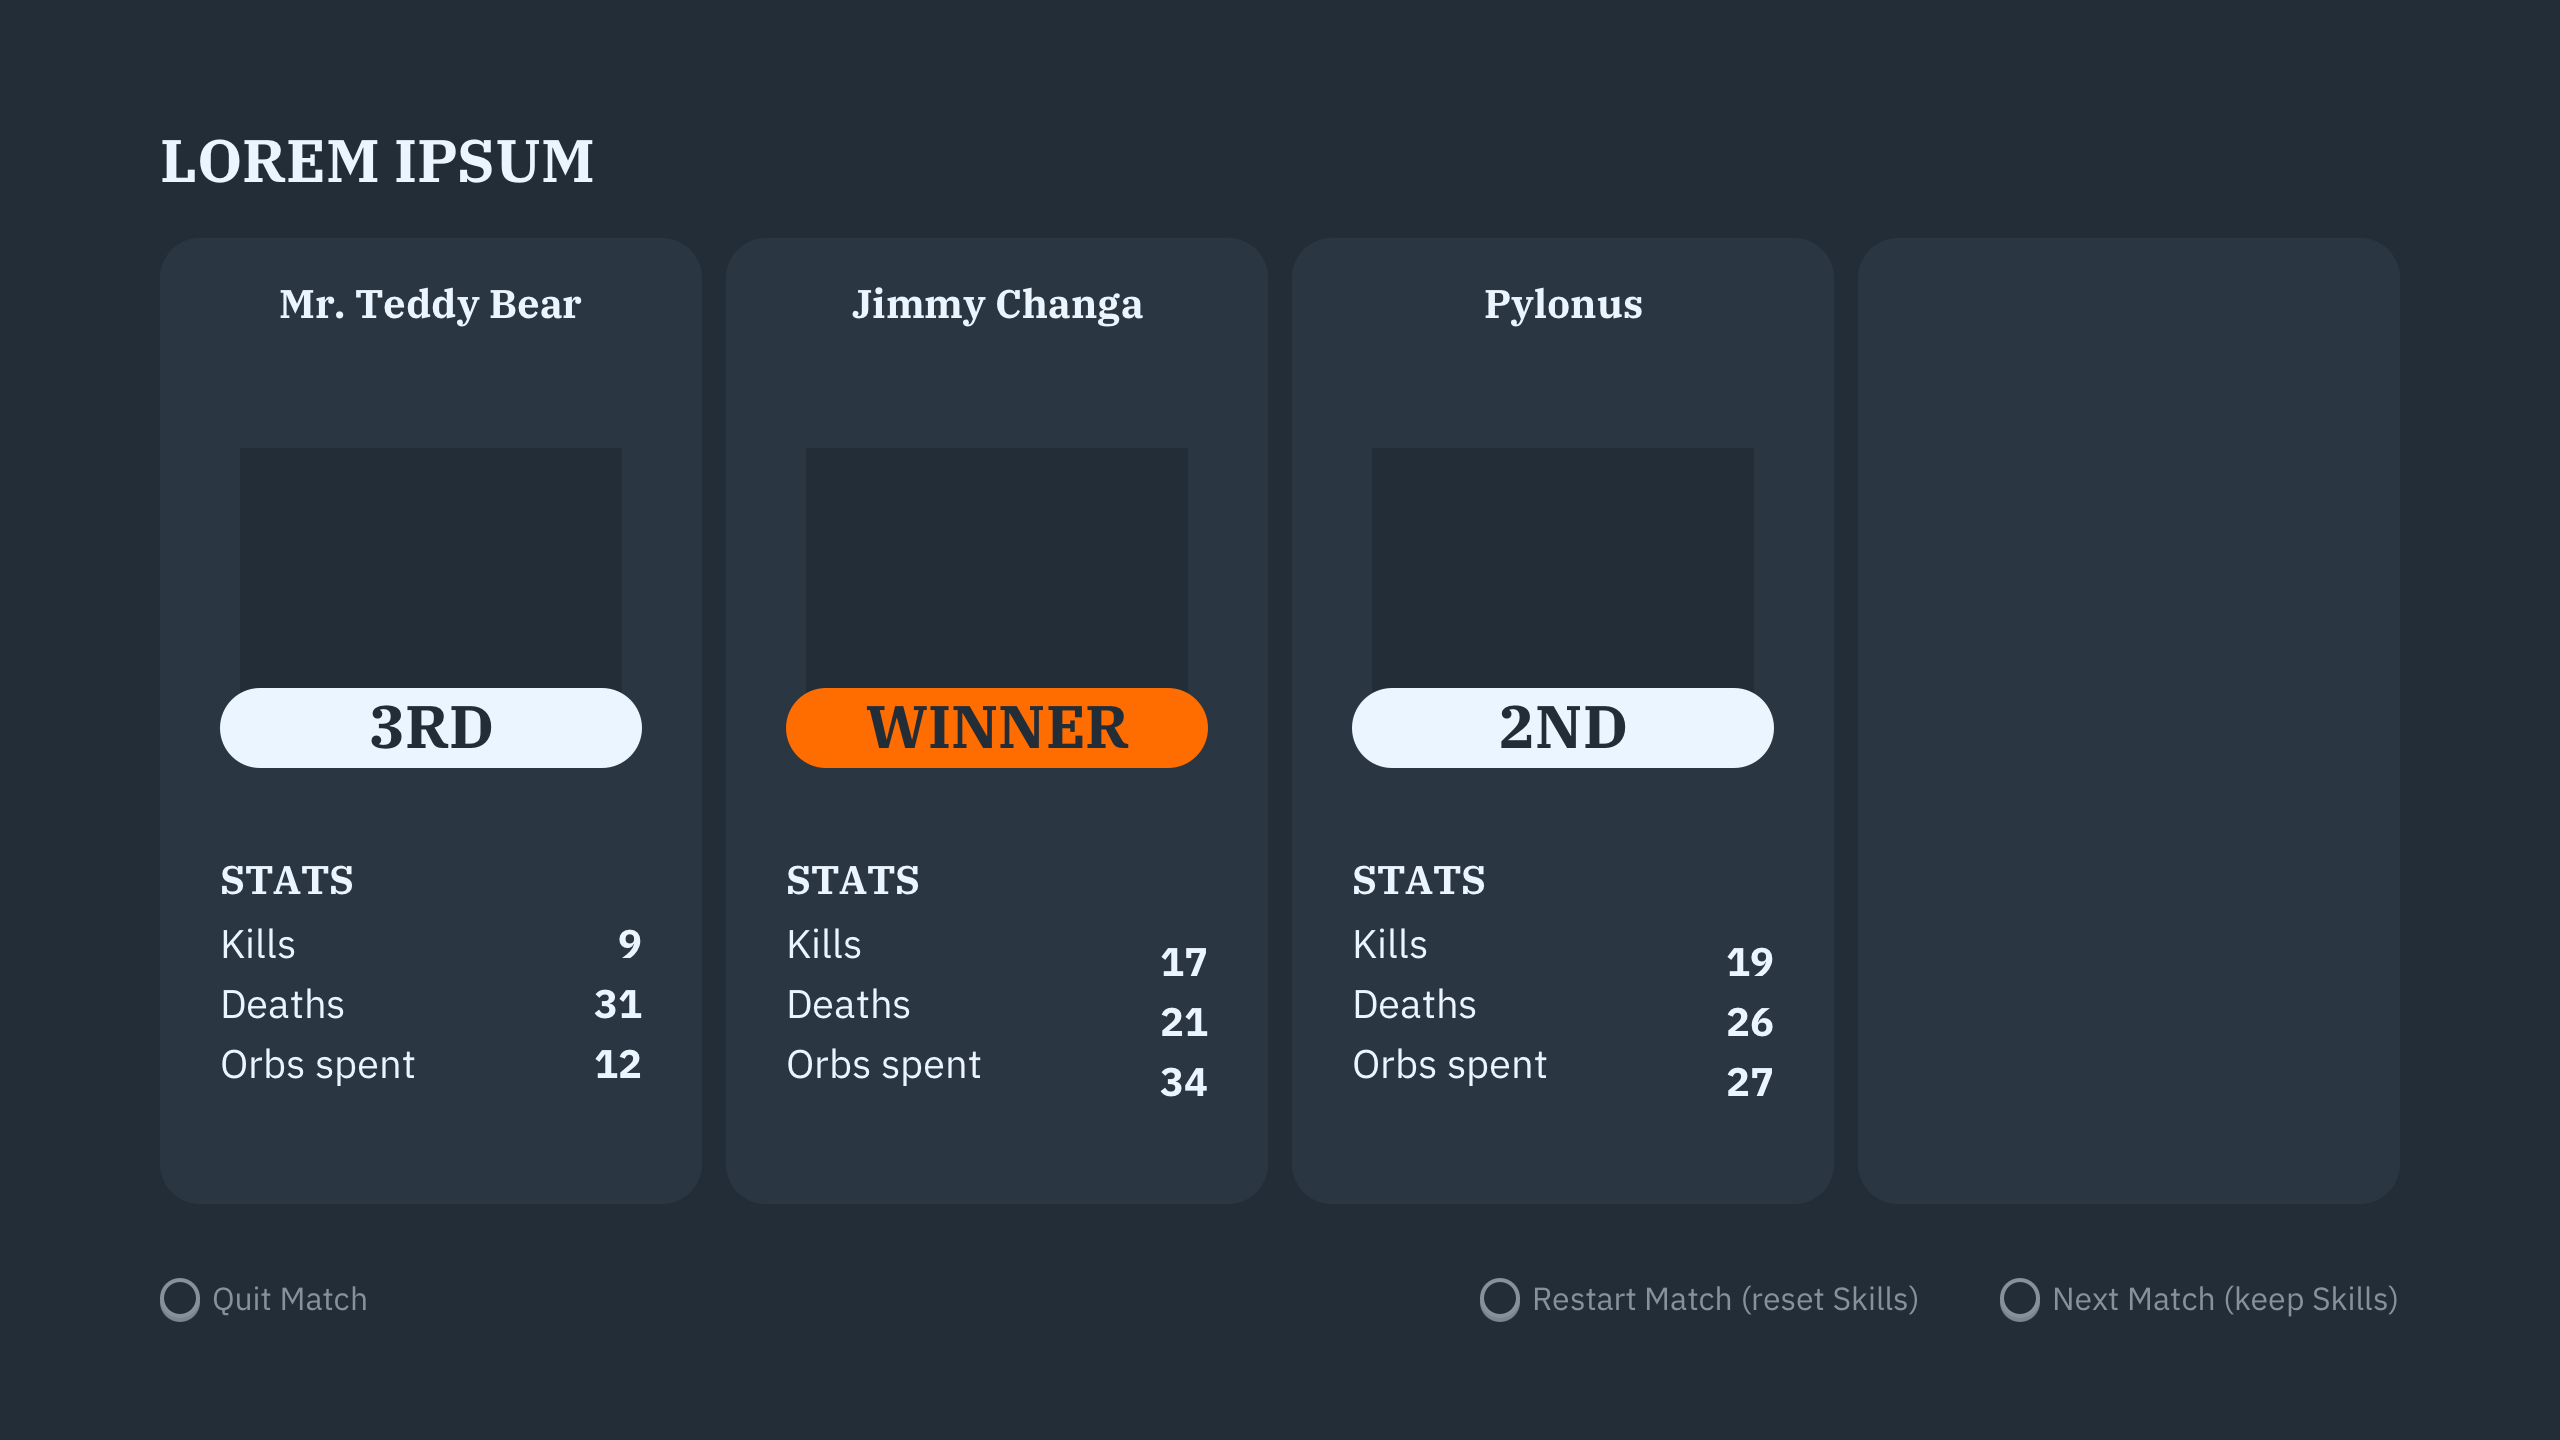 LOREM IPSUM
Mr. Teddy Bear
3RD
STATS
Kills 9
Deaths 31
Orbs spent 12
Jimmy Changa
WINNER
STATS
Kills 17
Deaths 21
Orbs spent 34
Pylonus
2ND
STATS
Kills 19
Deaths 26
Orbs spent 27
Quit Match
Restart Match (reset Skills)
Next Match (keep Skills)